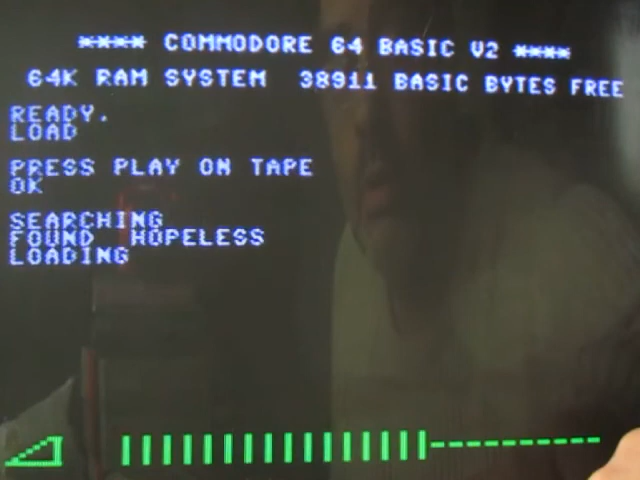 **** COMMODORE 64 BASIC V2 ****
64K RAM SYSTEM 38911 BASIC BYTES FREE
READY.
LOAD
PRESS PLAY ON TAPE
OK
SEARCHING
FOUND HOPELESS
LOADING